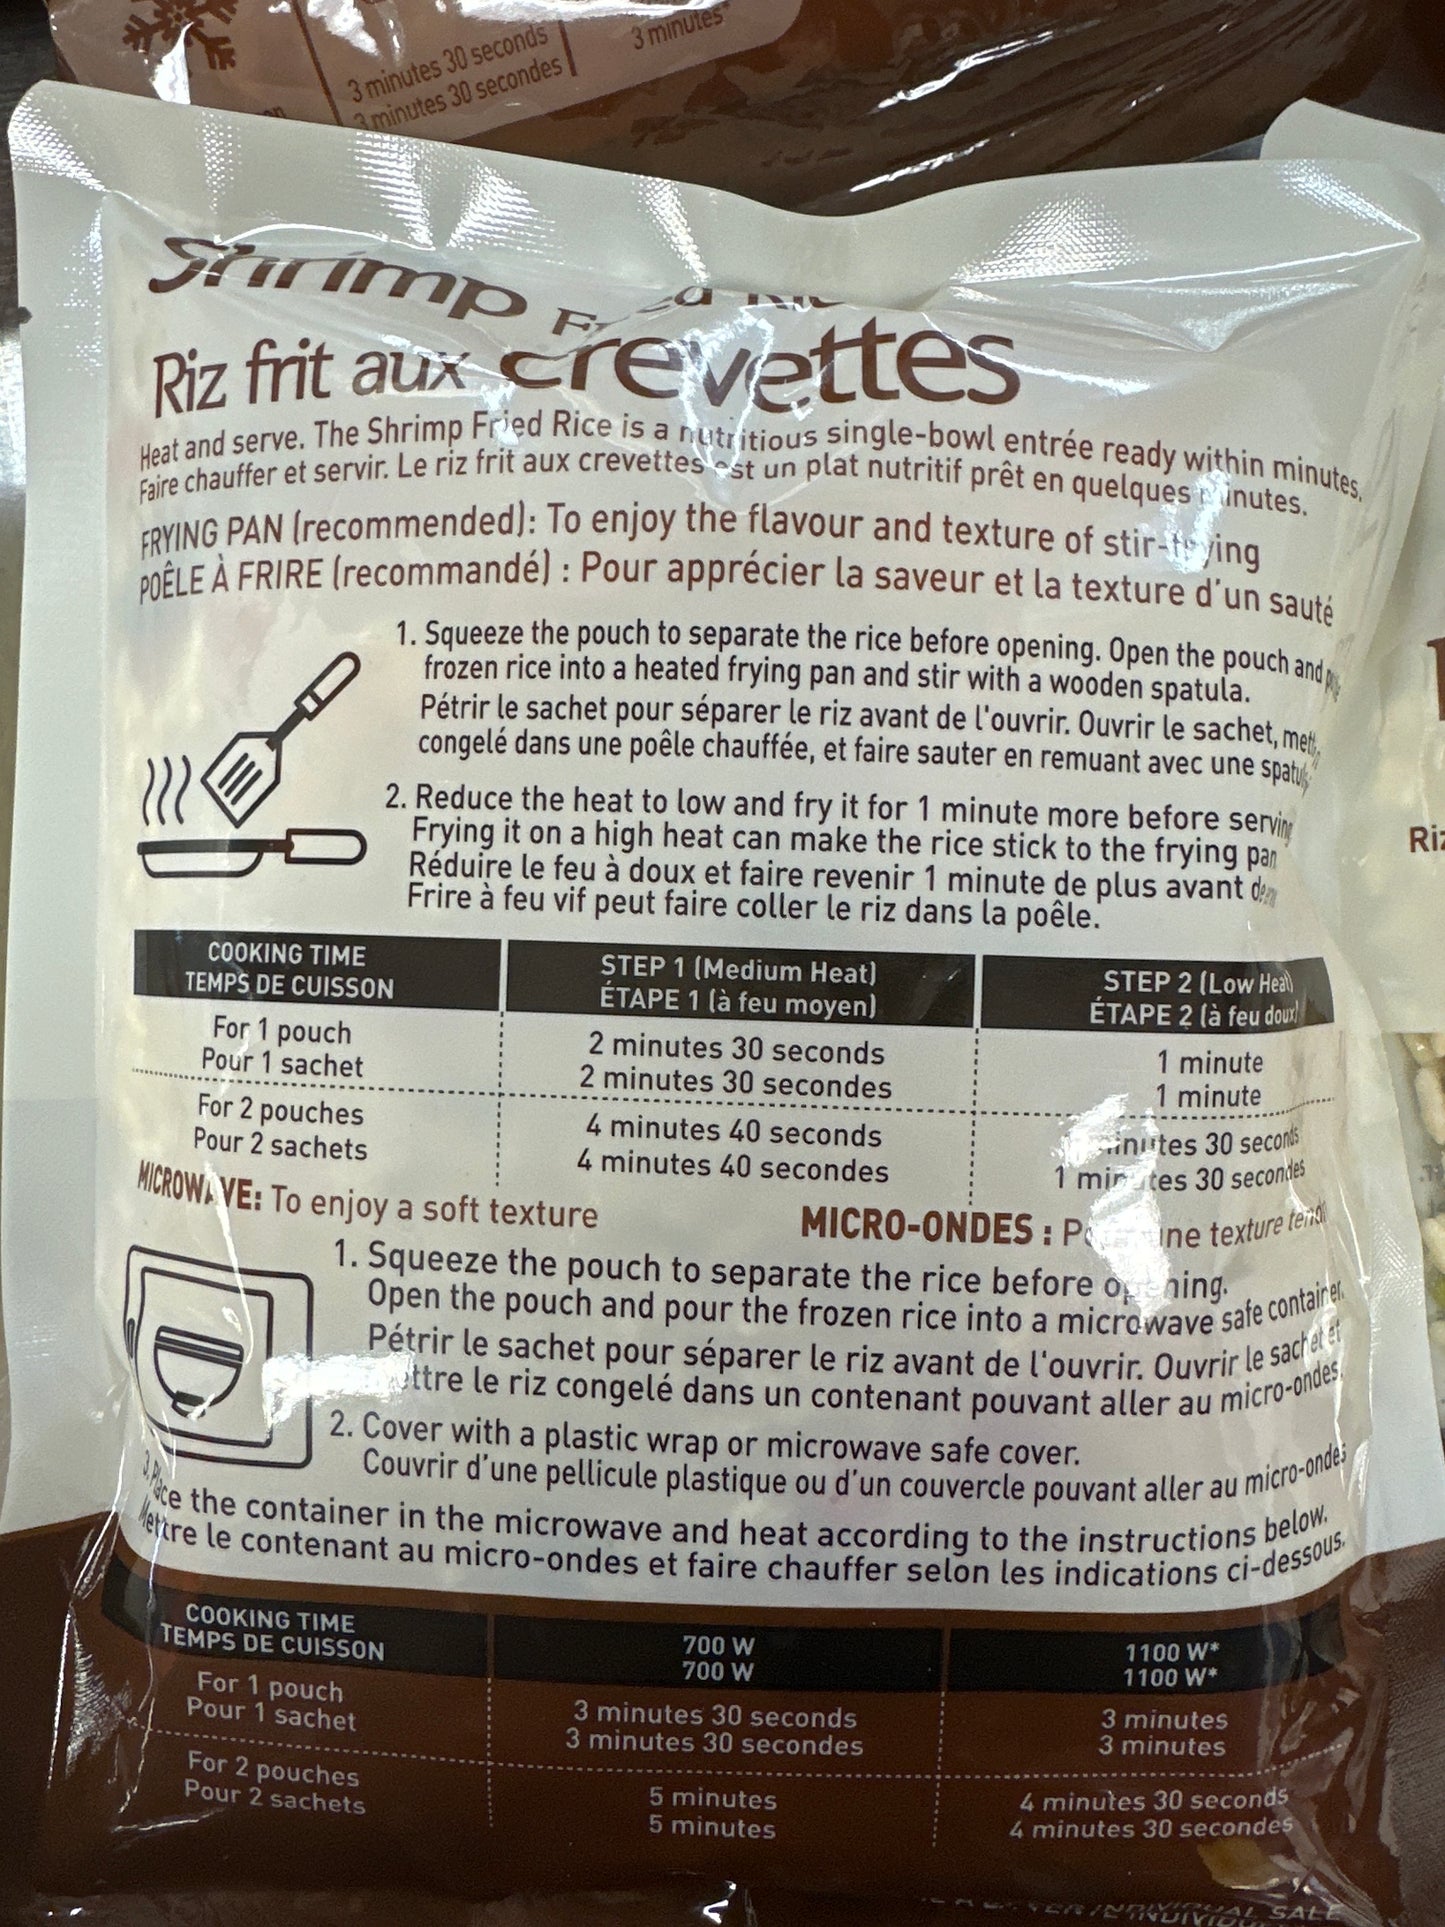 3 minutes 30 seconds
3 minutes 30 secondes
3 minutes
Shrimp
Riz frit aux crevettes
Heat and serve. The Shrimp Fried Rice is a nutritious single-bowl entrée ready within minutes.
Faire chauffer et servir. Le riz frit aux crevettes est un plat nutritif prêt en quelques minutes.
FRYING PAN (recommended): To enjoy the flavour and texture of stir-frying
POÊLE À FRIRE (recommandé) : Pour apprécier la saveur et la texture d'un sauté
1. Squeeze the pouch to separate the rice before opening. Open the pouch and
frozen rice into a heated frying pan and stir with a wooden spatula.
Pétrir le sachet pour séparer le riz avant de l'ouvrir. Ouvrir le sachet,
congelé dans une poêle chauffée, et faire sauter en remuant avec une
2. Reduce the heat to low and fry it for 1 minute more before serving
Frying it on a high heat can make the rice stick to the frying pan
Réduire le feu à doux et faire revenir 1 minute de plus avant
Frire à feu vif peut faire coller le riz dans la poêle.
COOKING TIME
TEMPS DE CUISSON
STEP 1 (Medium Heat)
ÉTAPE 1 (à feu moyen)
STEP 2 (Low Heat)
ÉTAPE 2 (à feu doux)
For 1 pouch
Pour 1 sachet
2 minutes 30 seconds
2 minutes 30 secondes
1 minute
1 minute
For 2 pouches
Pour 2 sachets
4 minutes 40 seconds
4 minutes 40 secondes
minutes 30 seconds
1 minutes 30 secondes
MICROWAVE: To enjoy a soft texture
MICRO-ONDES : Pour une texture
1. Squeeze the pouch to separate the rice before opening.
Open the pouch and pour the frozen rice into a microwave safe container.
Pétrir le sachet pour séparer le riz avant de l'ouvrir. Ouvrir le sachet et
mettre le riz congelé dans un contenant pouvant aller au micro-ondes.
2. Cover with a plastic wrap or microwave safe cover.
Couvrir d'une pellicule plastique ou d'un couvercle pouvant aller au micro-ondes
3. Place the container in the microwave and heat according to the instructions below.
Mettre le contenant au micro-ondes et faire chauffer selon les indications ci-dessous.
COOKING TIME
TEMPS DE CUISSON
700 W
700 W
1100 W*
1100 W*
For 1 pouch
Pour 1 sachet
3 minutes 30 seconds
3 minutes 30 secondes
3 minutes
3 minutes
For 2 pouches
Pour 2 sachets
5 minutes
5 minutes
4 minutes 30 seconds
4 minutes 30 secondes
SALE